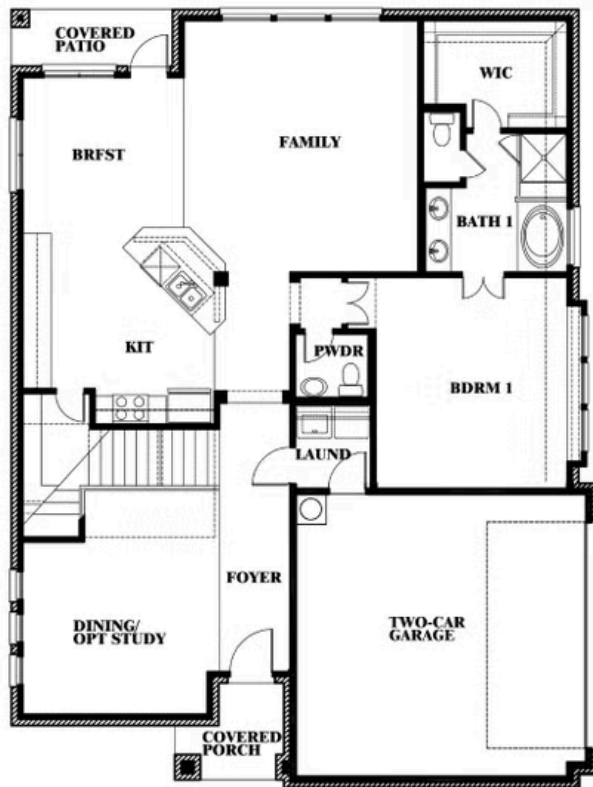 COVERED
PATIO
WIC
BRFST
FAMILY
BATH 1
KIT
PWDR
BDRM 1
LAUND
FOYER
DINING/
OPT STUDY
TWO-CAR
GARAGE
COVERED
PORCH